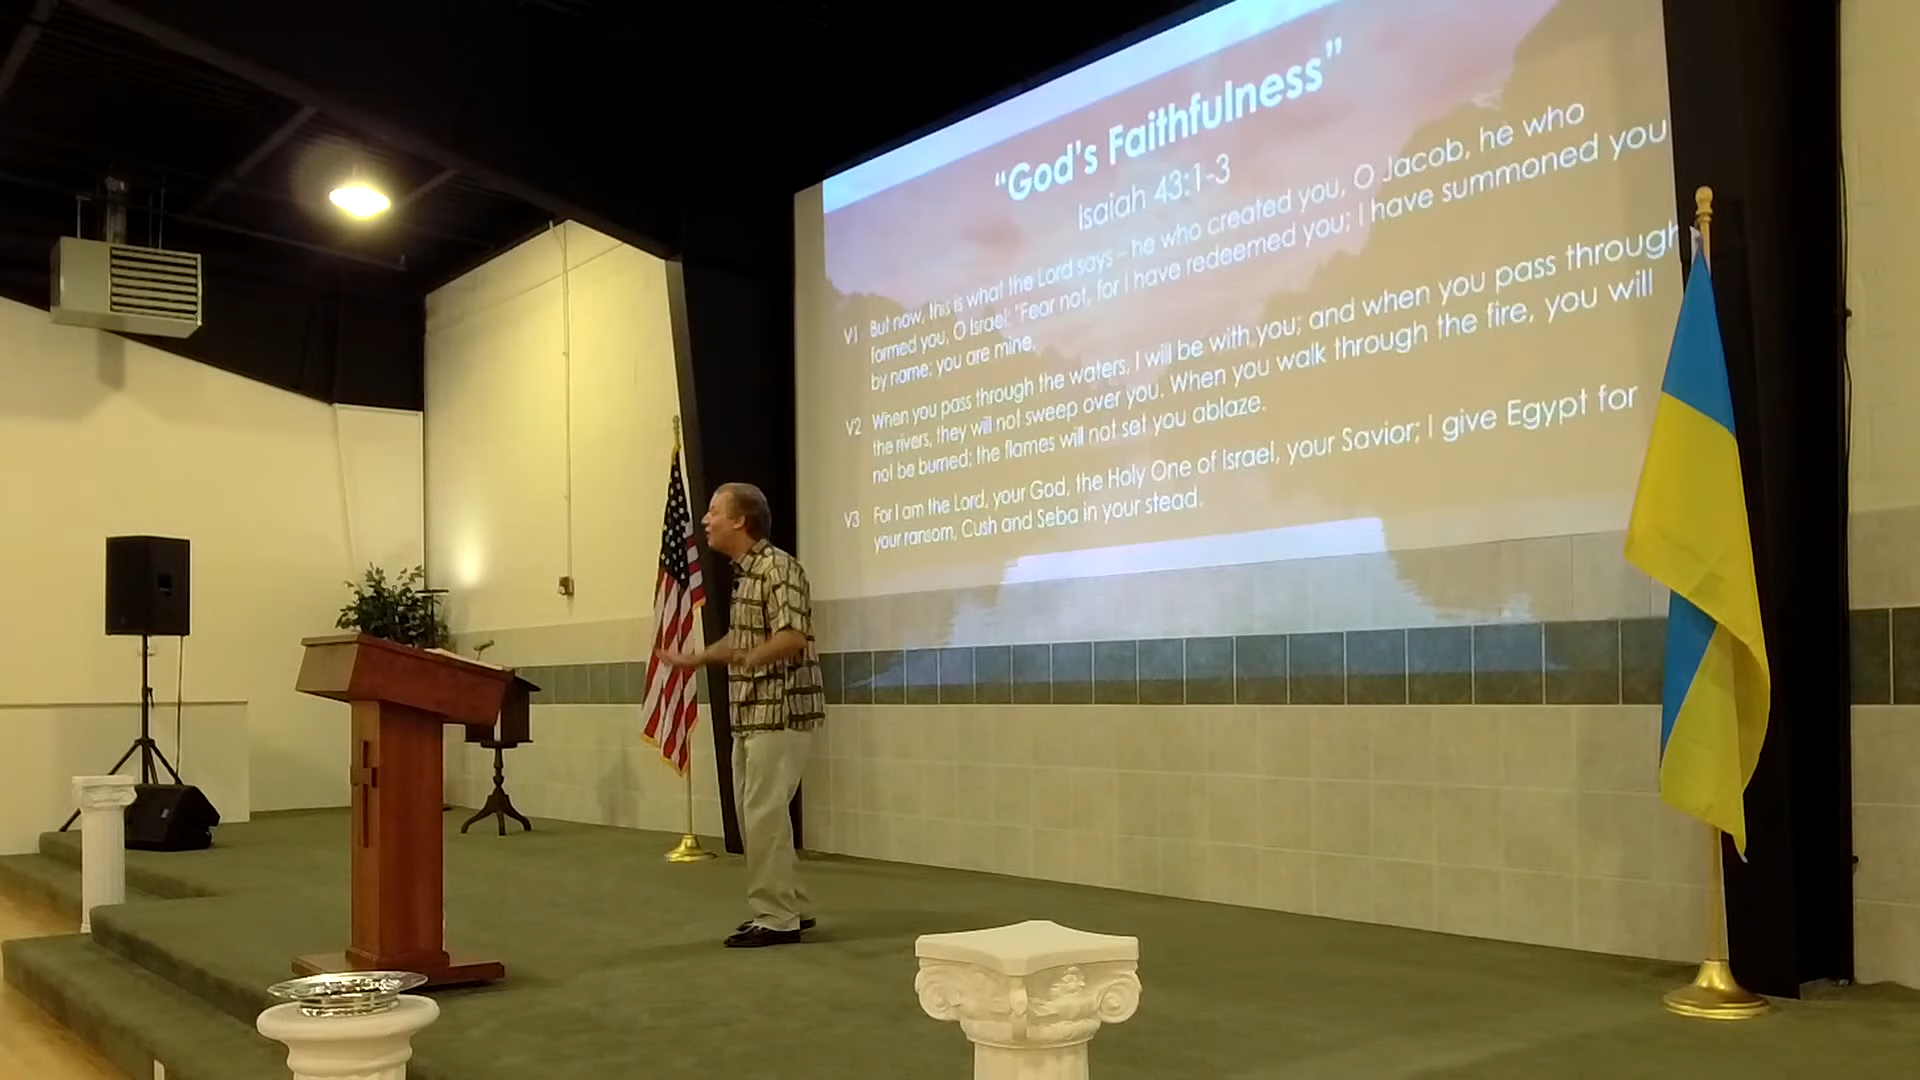 “God's Faithfulness”
Isaiah 43:1-3
V1 But now, this is what the Lord says – he who created you, O Jacob, he who
formed you, O Israel; "Fear not, for I have redeemed you; I have summoned you
by name; you are mine.
V2 When you pass through the waters, I will be with you; and when you pass through
the rivers, they will not sweep over you. When you walk through the fire, you will
not be burned; the flames will not set you ablaze.
V3 For I am the Lord, your God, the Holy One of Israel, your Savior; I give Egypt for
your ransom, Cush and Seba in your stead.